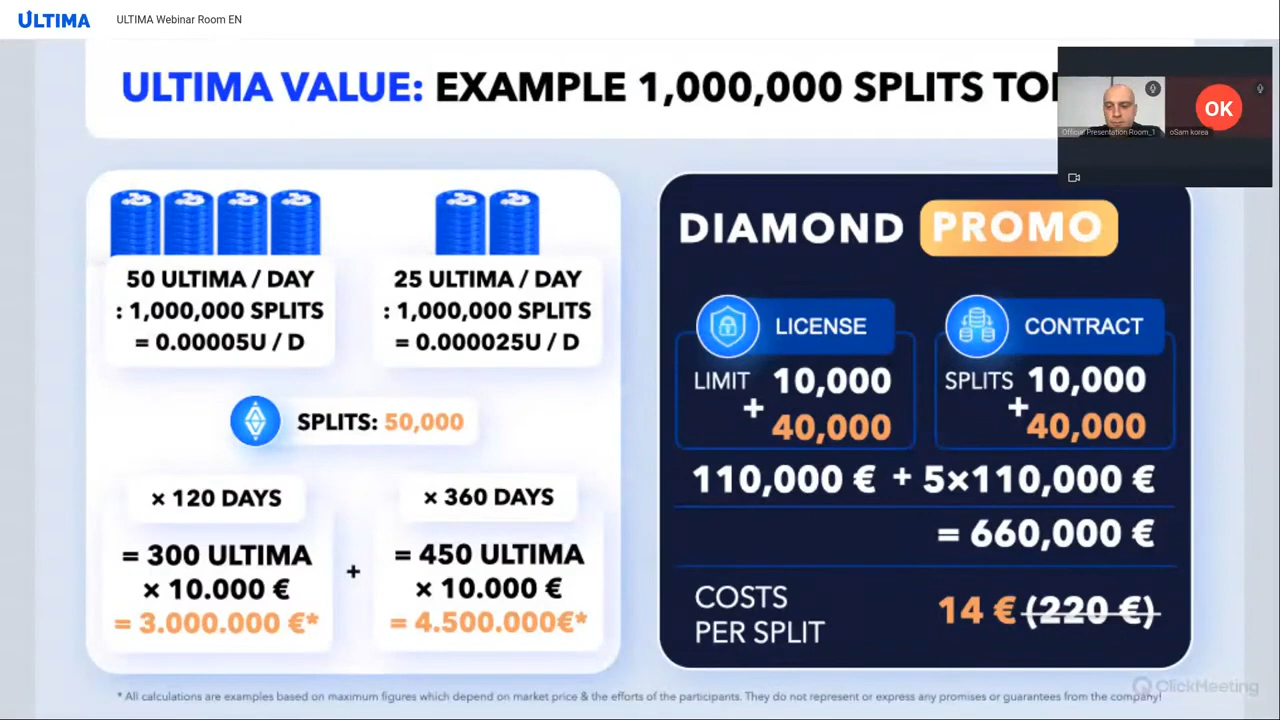 ULTIMA
ULTIMA Webinar Room EN
ULTIMA VALUE: EXAMPLE 1,000,000 SPLITS
Official Presentation Room_1
OK
oSam korea
50 ULTIMA / DAY
: 1,000,000 SPLITS
= 0.00005U / D
25 ULTIMA / DAY
: 1,000,000 SPLITS
= 0.000025U / D
SPLITS: 50,000
× 120 DAYS
= 300 ULTIMA
× 10.000 €
= 3.000.000 €*
+
× 360 DAYS
= 450 ULTIMA
× 10.000 €
= 4.500.000€*
DIAMOND PROMO
LICENSE
LIMIT 10,000
+
40,000
CONTRACT
SPLITS 10,000
+
40,000
110,000 € + 5×110,000 €
= 660,000 €
COSTS
PER SPLIT
14 € (220 €)
* All calculations are examples based on maximum figures which depend on market price & the efforts of the participants. They do not represent or express any promises or guarantees from the company!
ClickMeeting